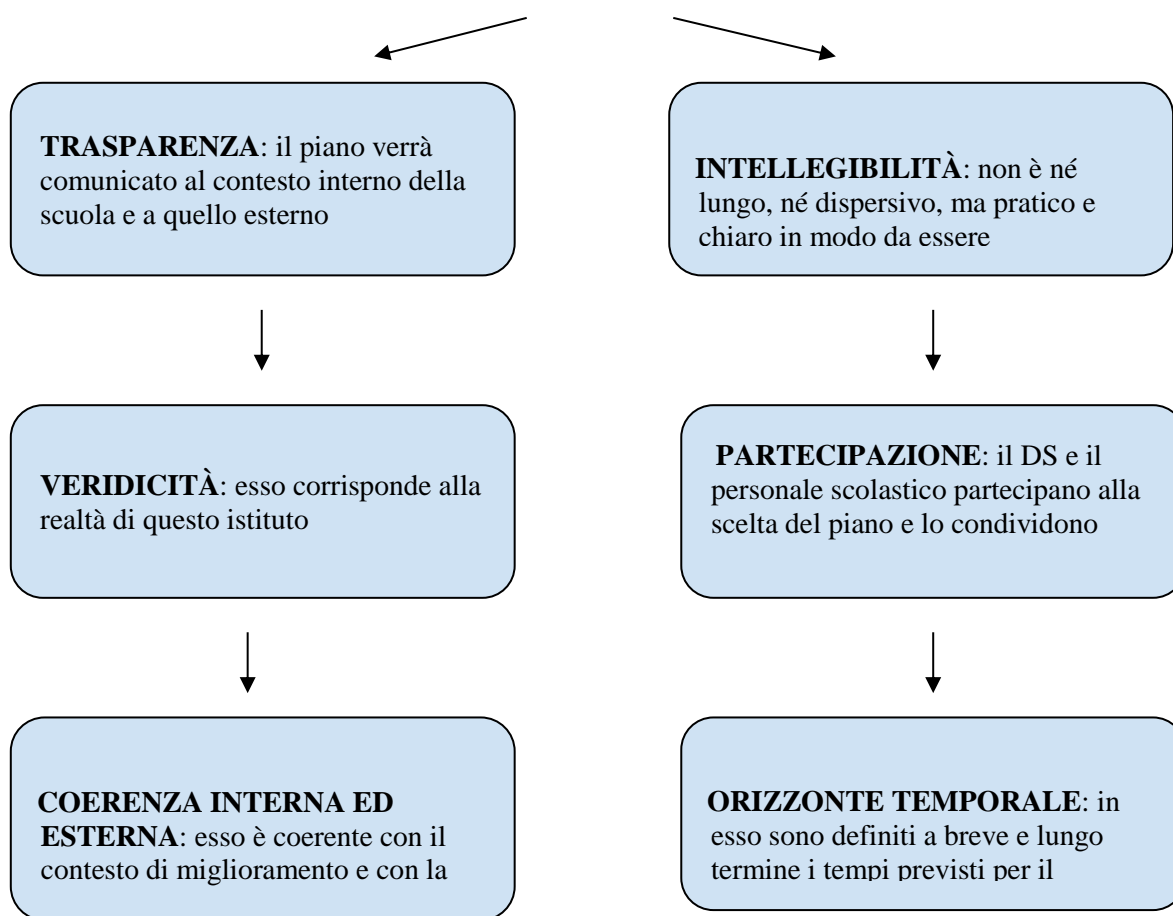 TRASPARENZA: il piano verrà
comunicato al contesto interno della
scuola e a quello esterno
INTELLEGIBILITÀ: non è né
lungo, né dispersivo, ma pratico e
chiaro in modo da essere
VERIDICITÀ: esso corrisponde alla
realtà di questo istituto
PARTECIPAZIONE: il DS e il
personale scolastico partecipano alla
scelta del piano e lo condividono
COERENZA INTERNA ED
ESTERNA: esso è coerente con il
contesto di miglioramento e con la
ORIZZONTE TEMPORALE: in
esso sono definiti a breve e lungo
termine i tempi previsti per il